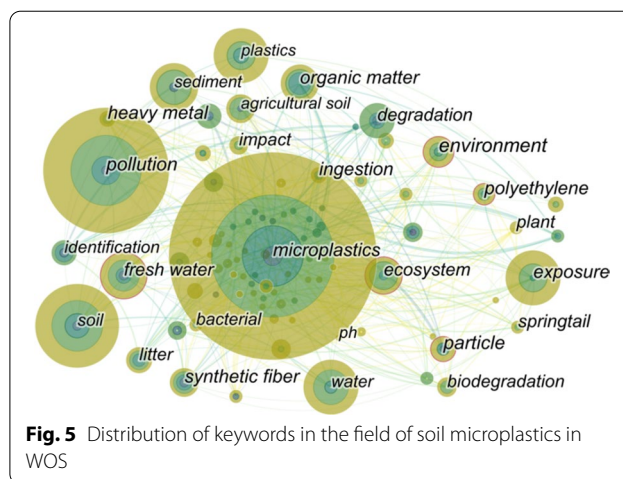 plastics
sediment
organic matter
heavy metal
agricultural soil
degradation
impact
environment
pollution
ingestion
polyethylene
plant
identification
microplastics
fresh water
ecosystem
exposure
soil
bacterial
ph
springtail
litter
particle
synthetic fiber
water
biodegradation
Fig. 5 Distribution of keywords in the field of soil microplastics in
WOS